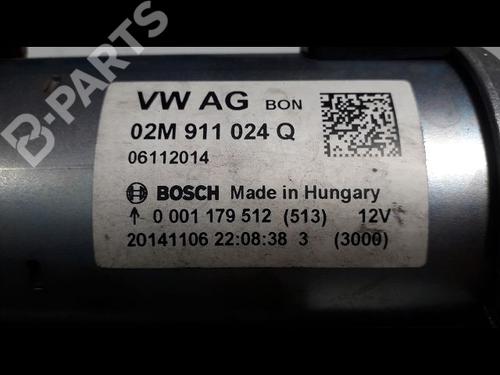 VW AG BON
02M 911 024 Q
06112014
BOSCH Made in Hungary
↑ 0 001 179 512 (513) 12V
20141106 22:08:38 3 (3000)
B-PARTS